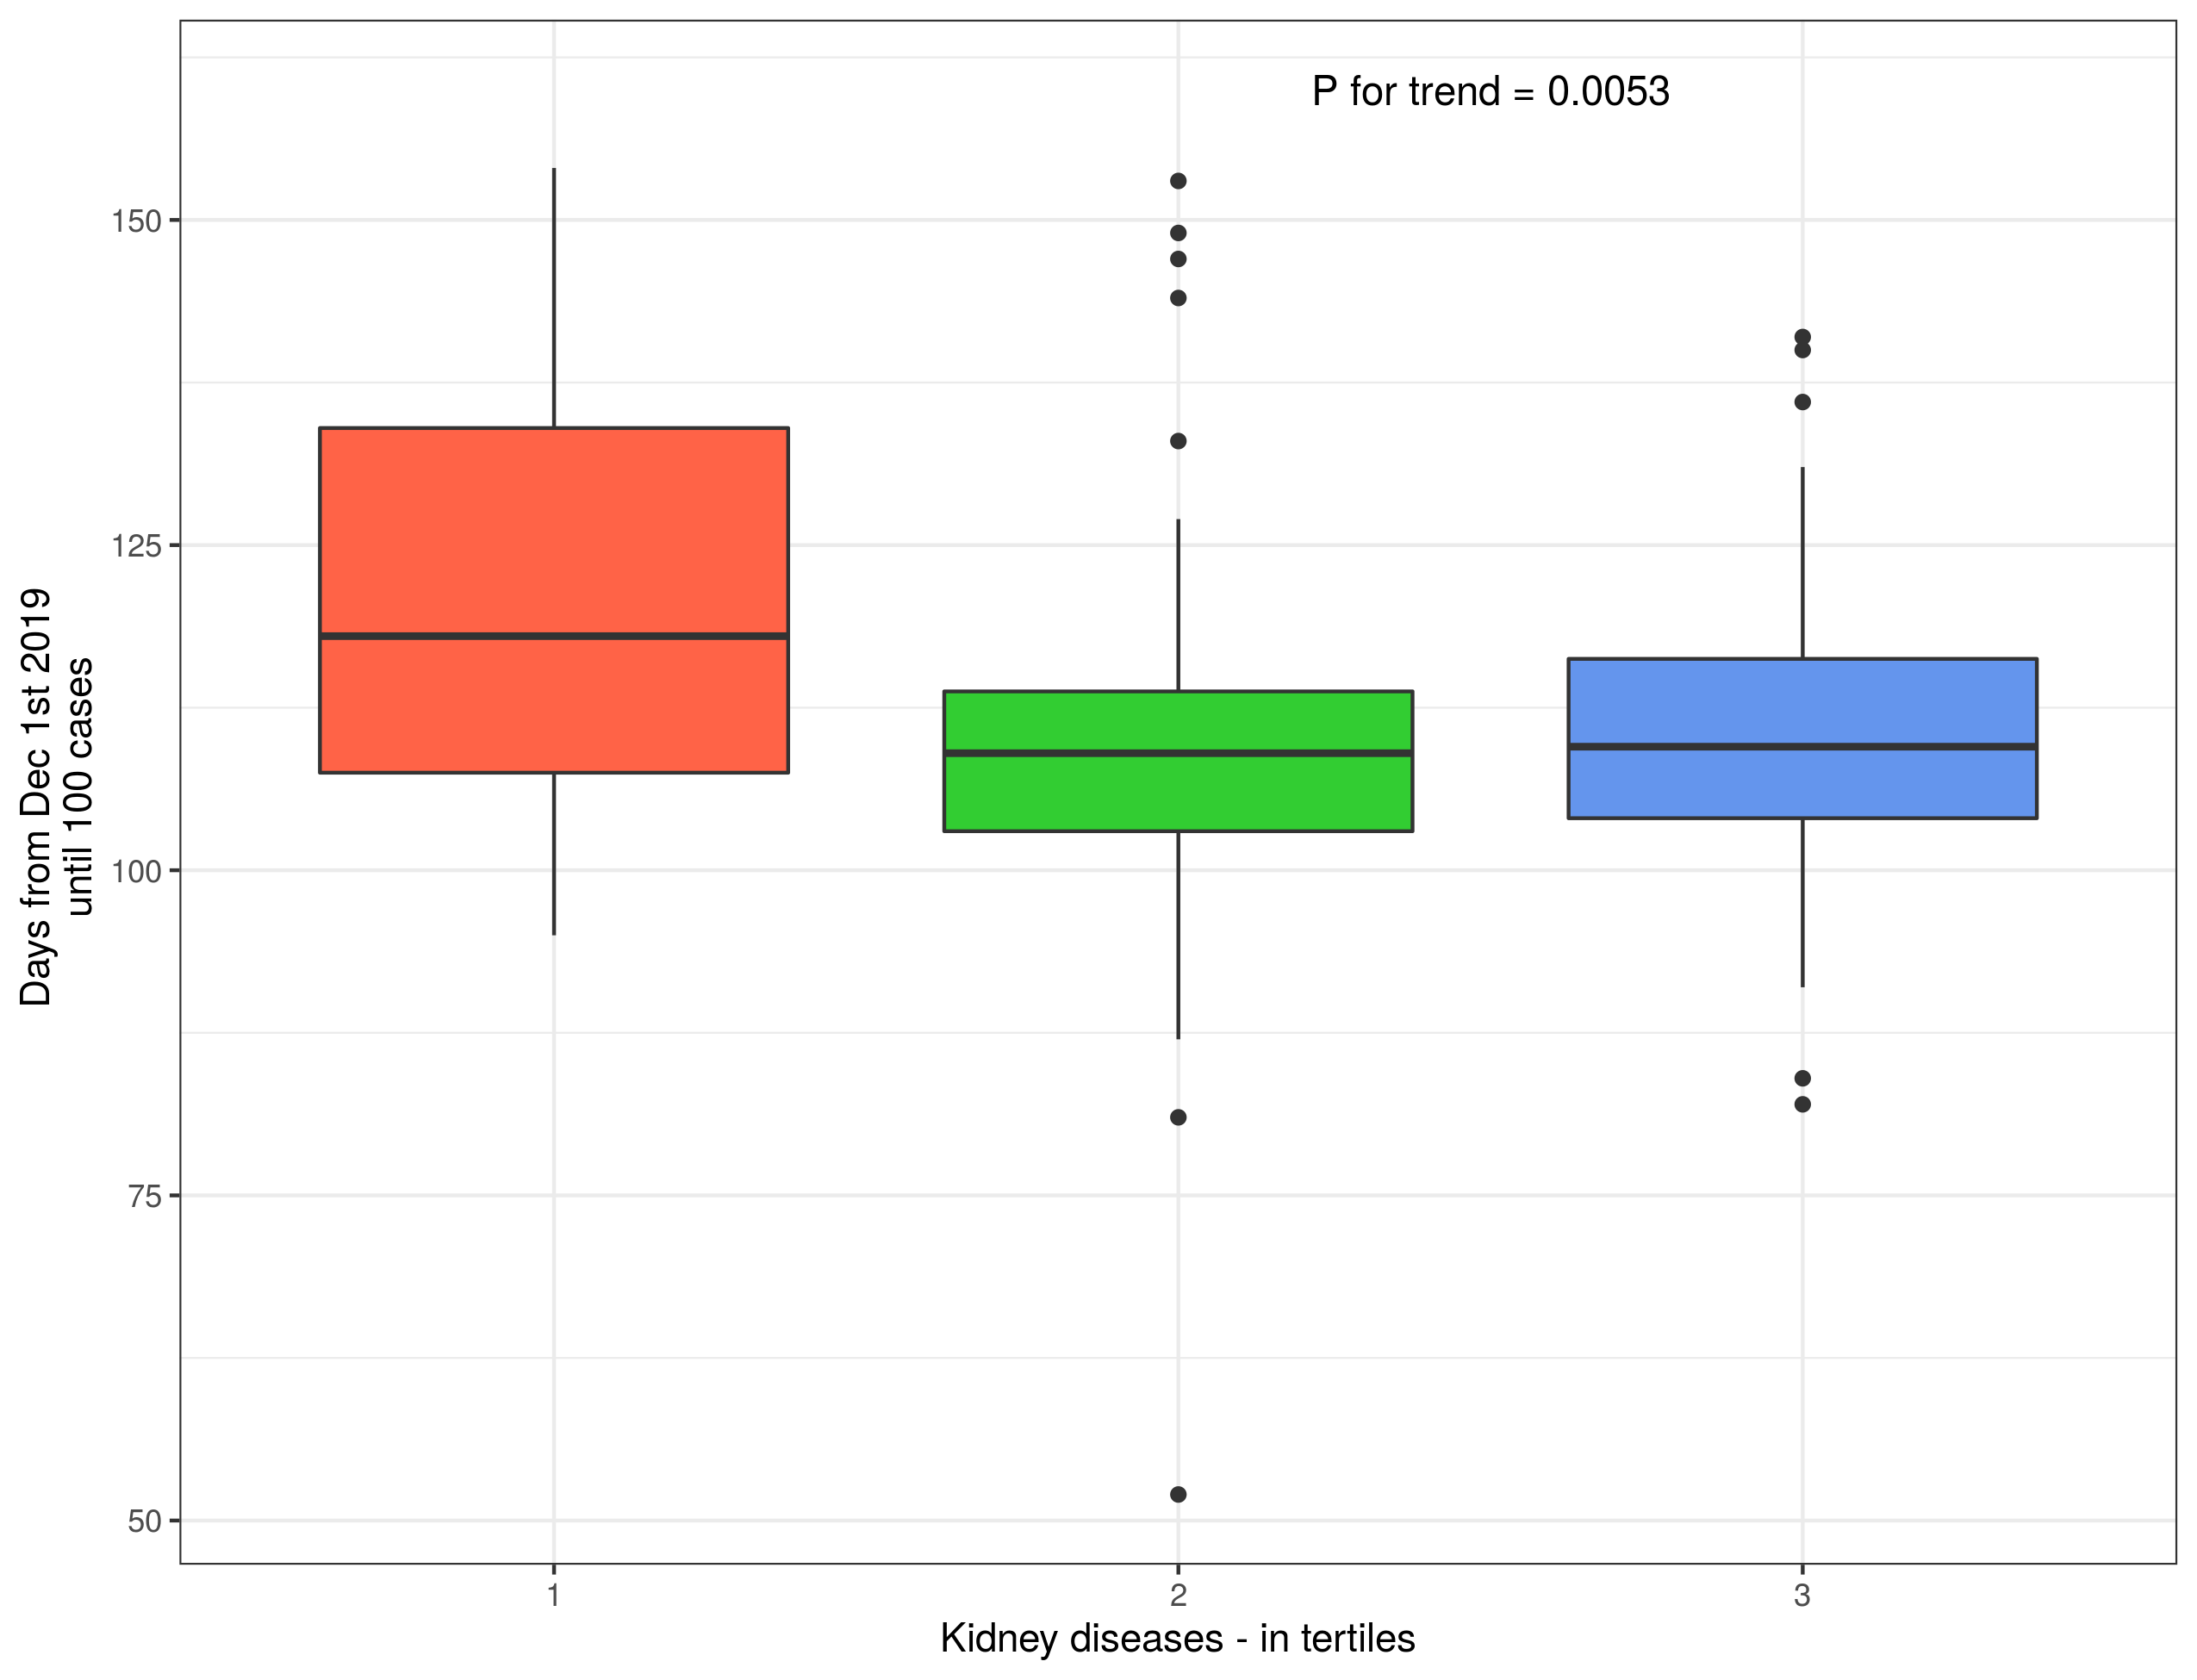 P for trend = 0.0053
150
125
100
75
50
Days from Dec 1st 2019
until 100 cases
1
2
3
Kidney diseases - in tertiles